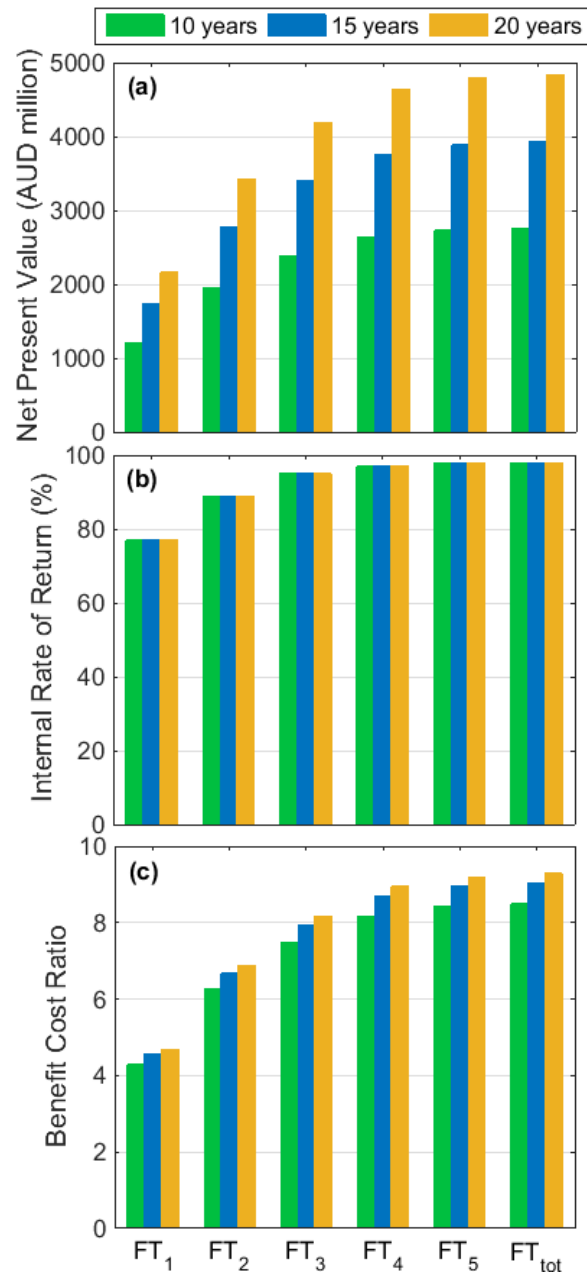 10 years 15 years 20 years
(a)
Net Present Value (AUD million)
5000
4000
3000
2000
1000
0
(b)
Internal Rate of Return (%)
100
80
60
40
20
0
(c)
Benefit Cost Ratio
10
8
6
4
2
0
FT₁ FT₂ FT₃ FT₄ FT₅ FTtot